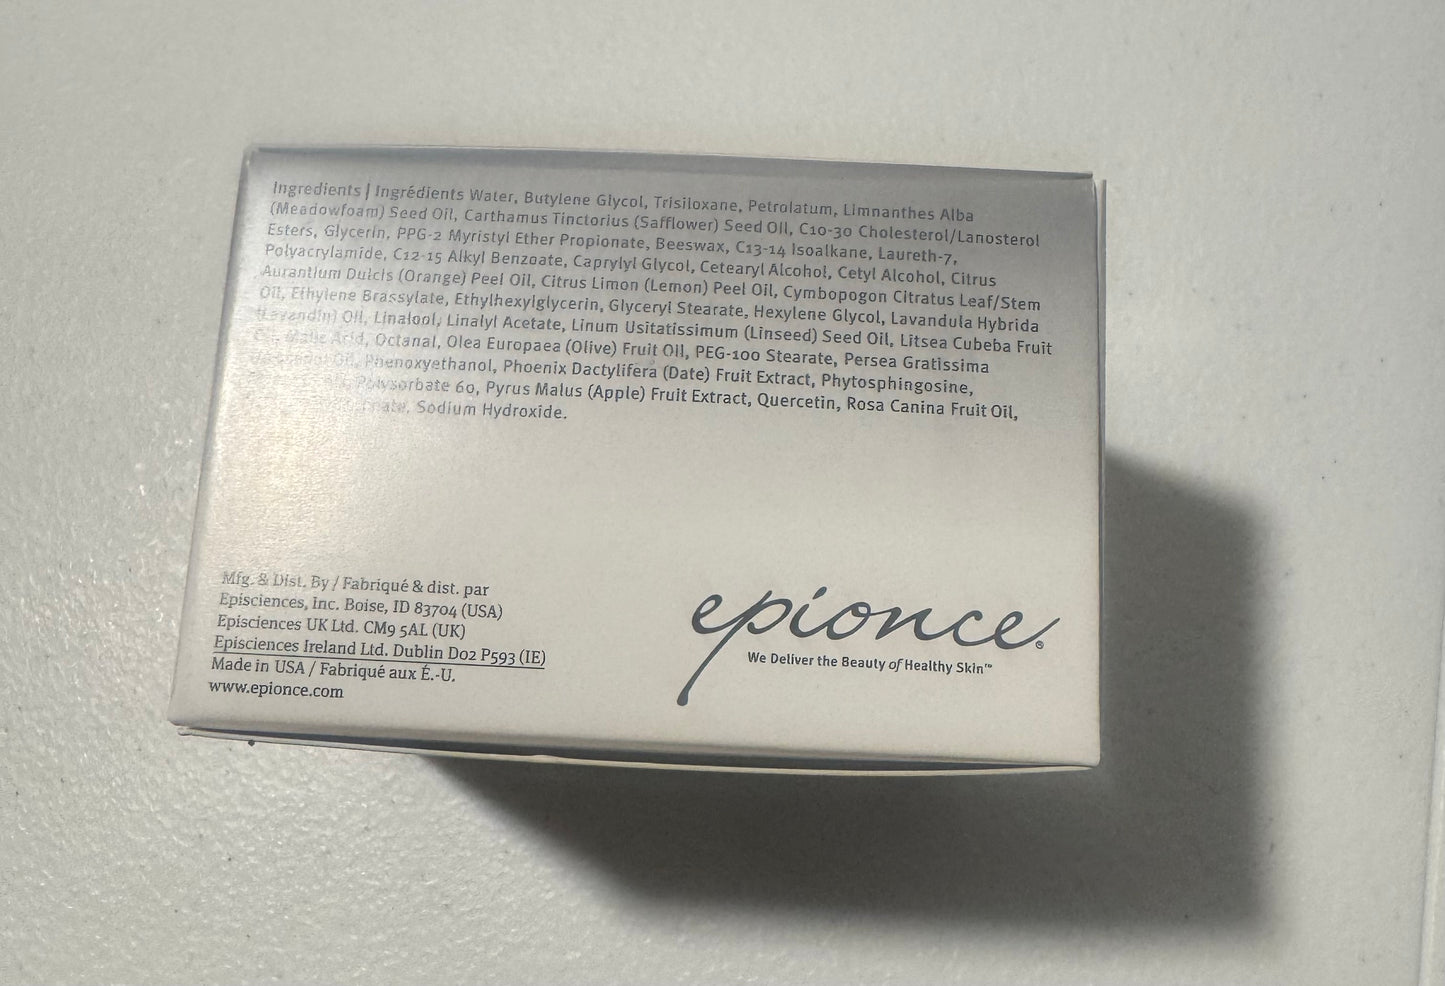 Ingredients | Ingrédients Water, Butylene Glycol, Trisiloxane, Petrolatum, Limnanthes Alba
(Meadowfoam) Seed Oil, Carthamus Tinctorius (Safflower) Seed Oil, C10-30 Cholesterol/Lanosterol
Esters, Glycerin, PPG-2 Myristyl Ether Propionate, Beeswax, C13-14 Isoalkane, Laureth-7,
Polyacrylamide, C12-15 Alkyl Benzoate, Caprylyl Glycol, Cetearyl Alcohol, Cetyl Alcohol, Citrus
Aurantium Dulcis (Orange) Peel Oil, Citrus Limon (Lemon) Peel Oil, Cymbopogon Citratus Leaf/Stem
Oil, Ethylene Brassylate, Ethylhexylglycerin, Glyceryl Stearate, Hexylene Glycol, Lavandula Hybrida
(Lavandin) Oil, Linalool, Linalyl Acetate, Linum Usitatissimum (Linseed) Seed Oil, Litsea Cubeba Fruit
Oil, Malic Acid, Octanal, Olea Europaea (Olive) Fruit Oil, PEG-100 Stearate, Persea Gratissima
Oil, Phenoxyethanol, Phoenix Dactylifera (Date) Fruit Extract, Phytosphingosine,
Polysorbate 60, Pyrus Malus (Apple) Fruit Extract, Quercetin, Rosa Canina Fruit Oil,
Sodium Hydroxide.
Mfg. & Dist. By / Fabriqué & dist. par
Episciences, Inc. Boise, ID 83704 (USA)
Episciences UK Ltd. CM9 5AL (UK)
Episciences Ireland Ltd. Dublin D02 P593 (IE)
Made in USA / Fabriqué aux É.-U.
www.epionce.com
epionce®
We Deliver the Beauty of Healthy Skin™